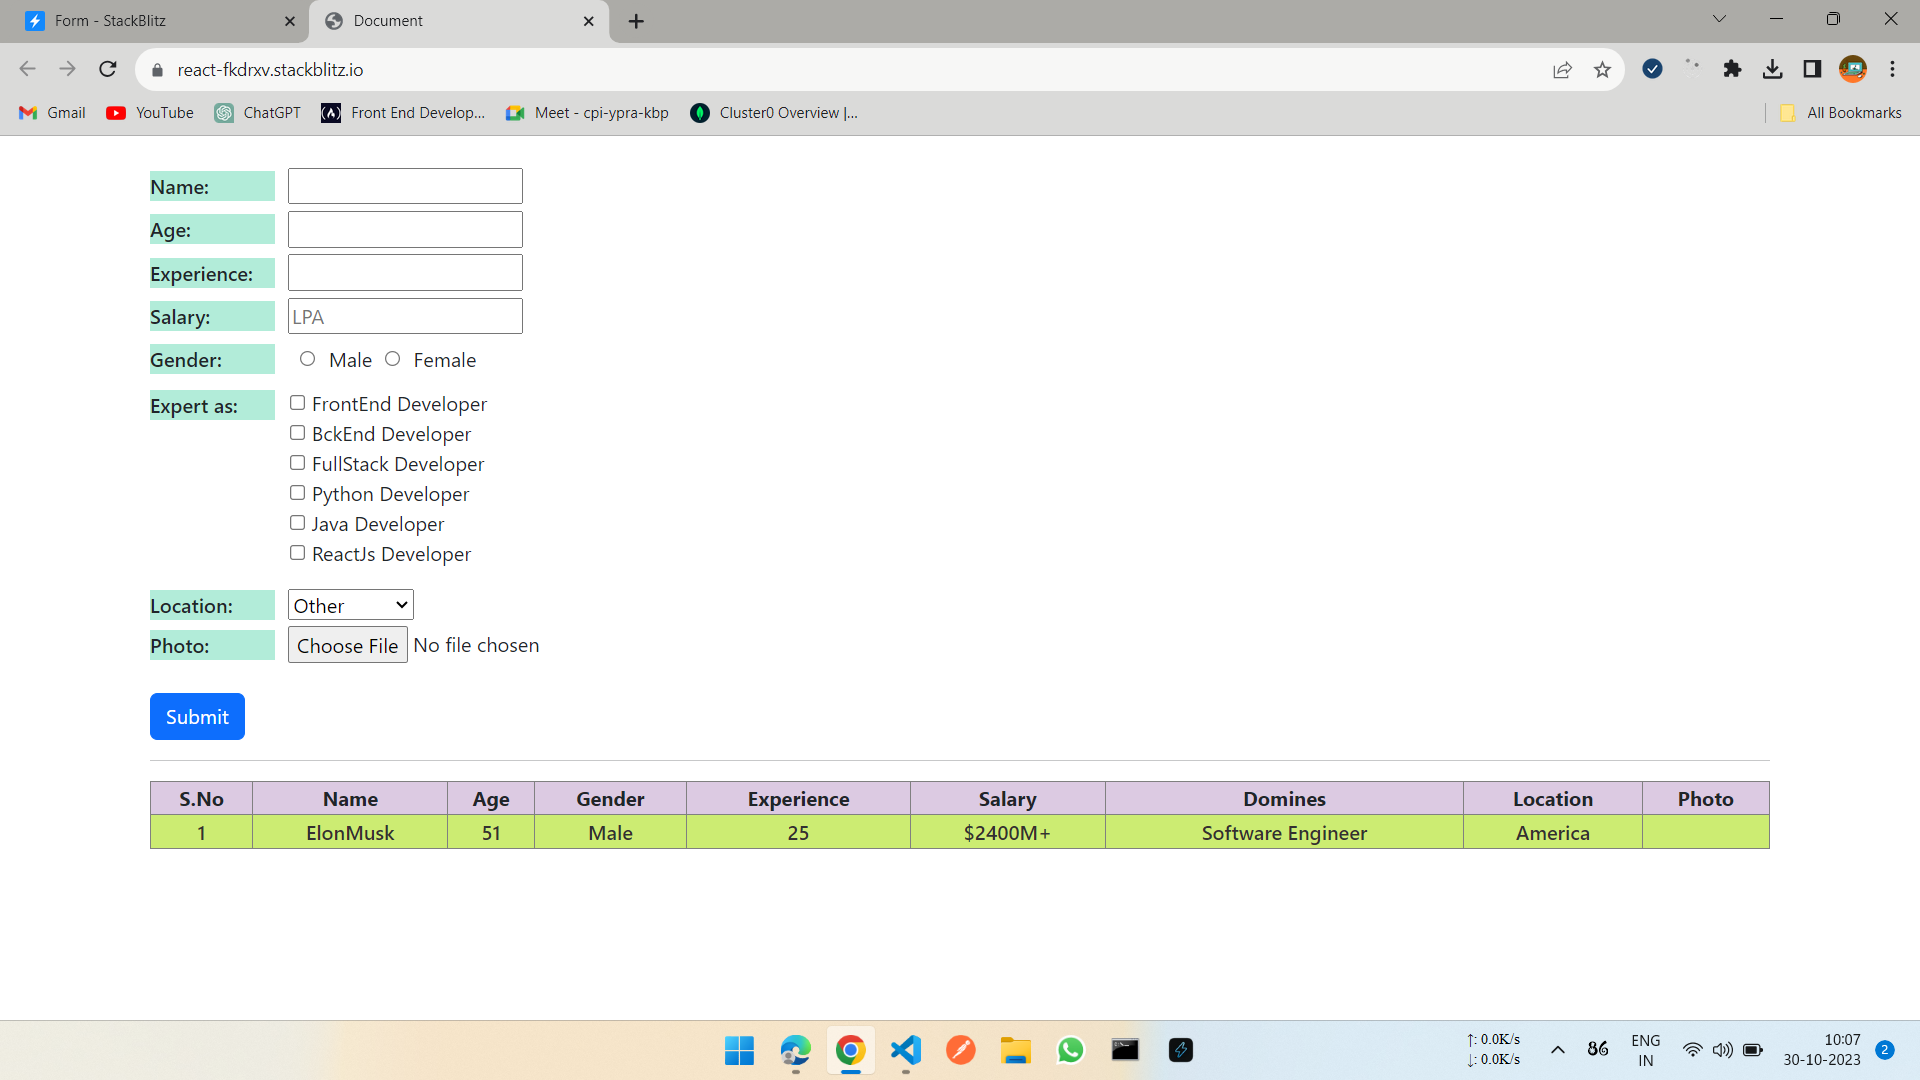 Form - StackBlitz
Document
react-fkdrxv.stackblitz.io
Gmail
YouTube
ChatGPT
Front End Develop...
Meet - cpi-ypra-kbp
Cluster0 Overview |...
All Bookmarks
Name:
Age:
Experience:
Salary: LPA
Gender: Male Female
Expert as: FrontEnd Developer
BckEnd Developer
FullStack Developer
Python Developer
Java Developer
ReactJs Developer
Location: Other
Photo: Choose File No file chosen
Submit
S.No Name Age Gender Experience Salary Domines Location Photo
1 ElonMusk 51 Male 25 $2400M+ Software Engineer America
↑: 0.0K/s
↓: 0.0K/s
ENG
IN
10:07
30-10-2023
2